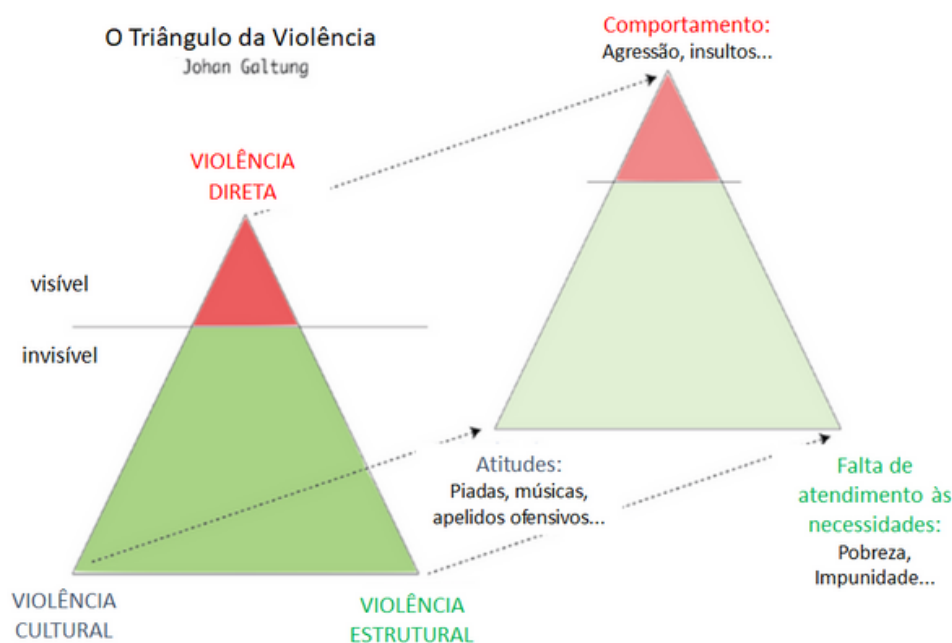 O Triângulo da Violência
Johan Galtung
VIOLÊNCIA
DIRETA
visível
invisível
VIOLÊNCIA
CULTURAL
VIOLÊNCIA
ESTRUTURAL
Comportamento:
Agressão, insultos...
Atitudes:
Piadas, músicas,
apelidos ofensivos...
Falta de
atendimento às
necessidades:
Pobreza,
Impunidade...